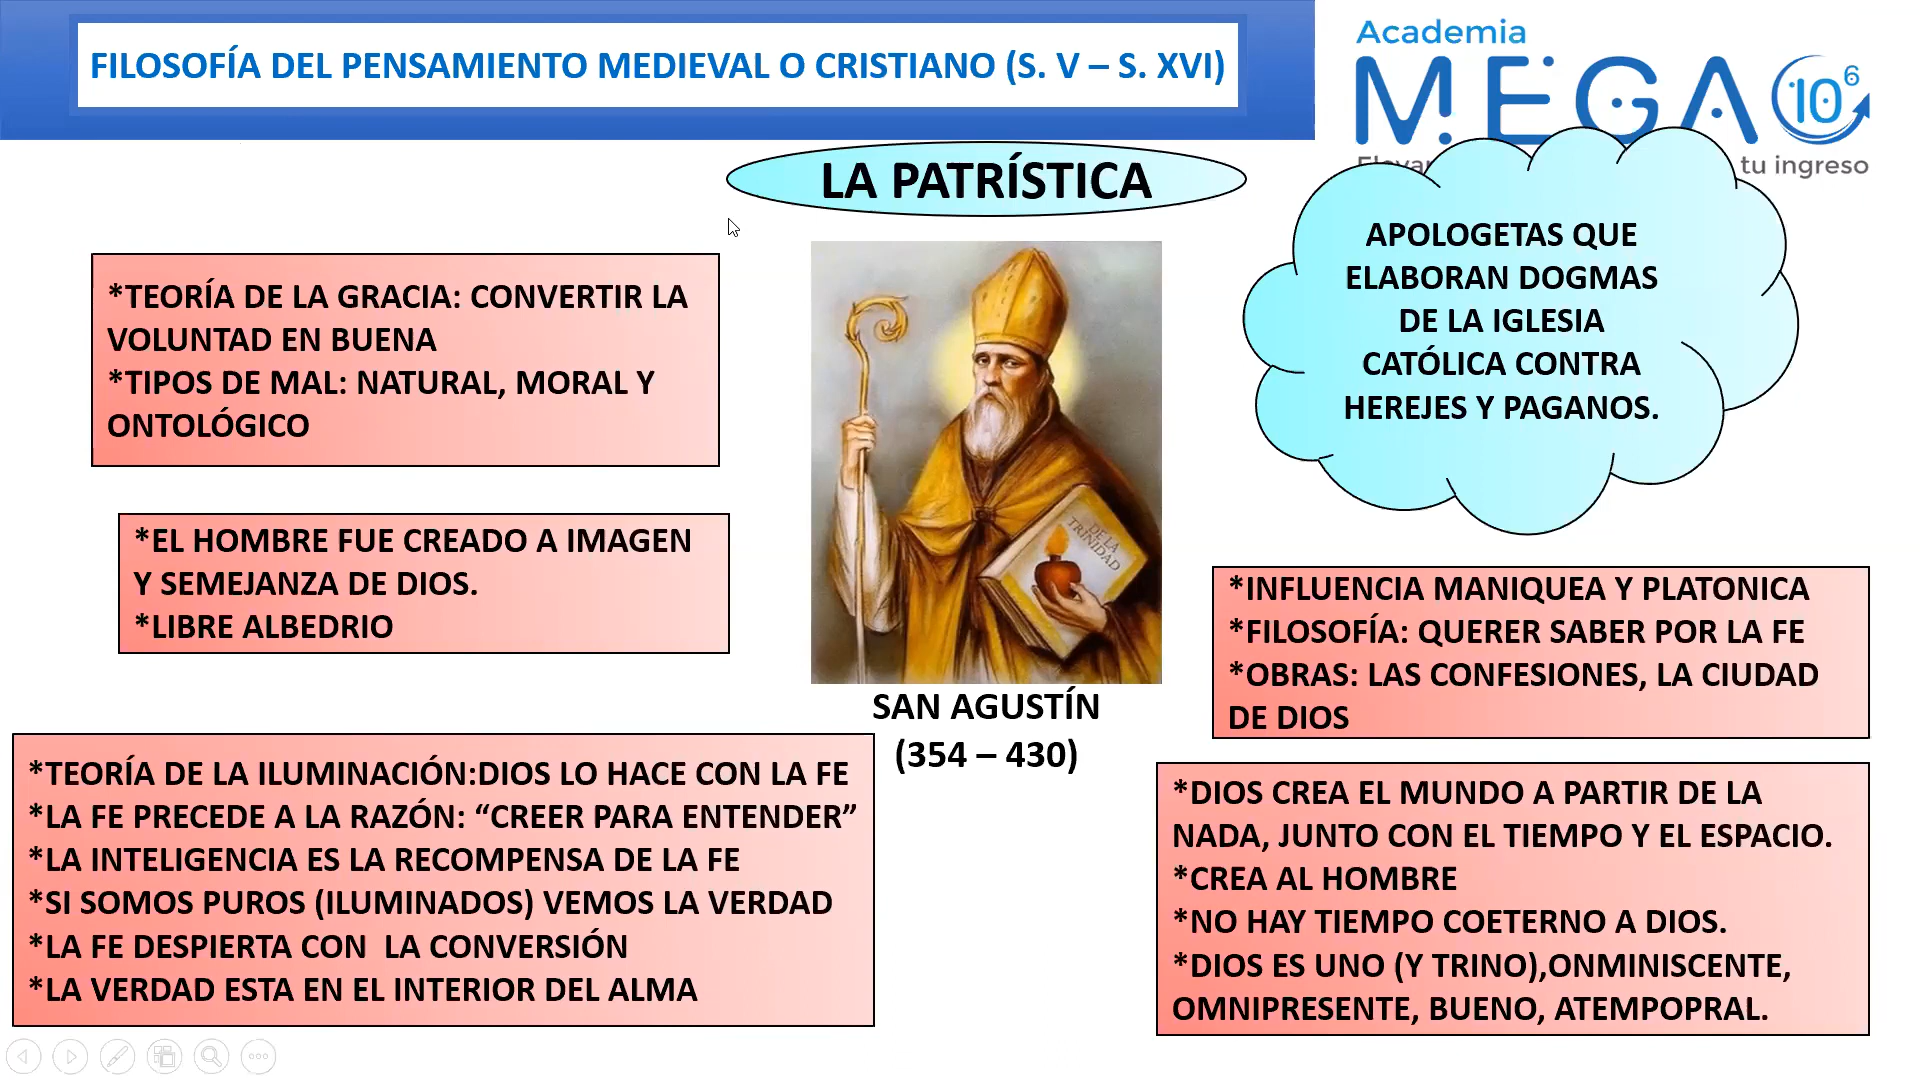 FILOSOFÍA DEL PENSAMIENTO MEDIEVAL O CRISTIANO (S. V – S. XVI)
Academia
MEGA 10⁶
tu ingreso
LA PATRÍSTICA
APOLOGETAS QUE
ELABORAN DOGMAS
DE LA IGLESIA
CATÓLICA CONTRA
HEREJES Y PAGANOS.
*TEORÍA DE LA GRACIA: CONVERTIR LA
VOLUNTAD EN BUENA
*TIPOS DE MAL: NATURAL, MORAL Y
ONTOLÓGICO
*EL HOMBRE FUE CREADO A IMAGEN
Y SEMEJANZA DE DIOS.
*LIBRE ALBEDRIO
DE LA
TRINIDAD
SAN AGUSTÍN
(354 – 430)
*INFLUENCIA MANIQUEA Y PLATONICA
*FILOSOFÍA: QUERER SABER POR LA FE
*OBRAS: LAS CONFESIONES, LA CIUDAD
DE DIOS
*TEORÍA DE LA ILUMINACIÓN:DIOS LO HACE CON LA FE
*LA FE PRECEDE A LA RAZÓN: “CREER PARA ENTENDER”
*LA INTELIGENCIA ES LA RECOMPENSA DE LA FE
*SI SOMOS PUROS (ILUMINADOS) VEMOS LA VERDAD
*LA FE DESPIERTA CON  LA CONVERSIÓN
*LA VERDAD ESTA EN EL INTERIOR DEL ALMA
*DIOS CREA EL MUNDO A PARTIR DE LA
NADA, JUNTO CON EL TIEMPO Y EL ESPACIO.
*CREA AL HOMBRE
*NO HAY TIEMPO COETERNO A DIOS.
*DIOS ES UNO (Y TRINO),ONMINISCENTE,
OMNIPRESENTE, BUENO, ATEMPOPRAL.